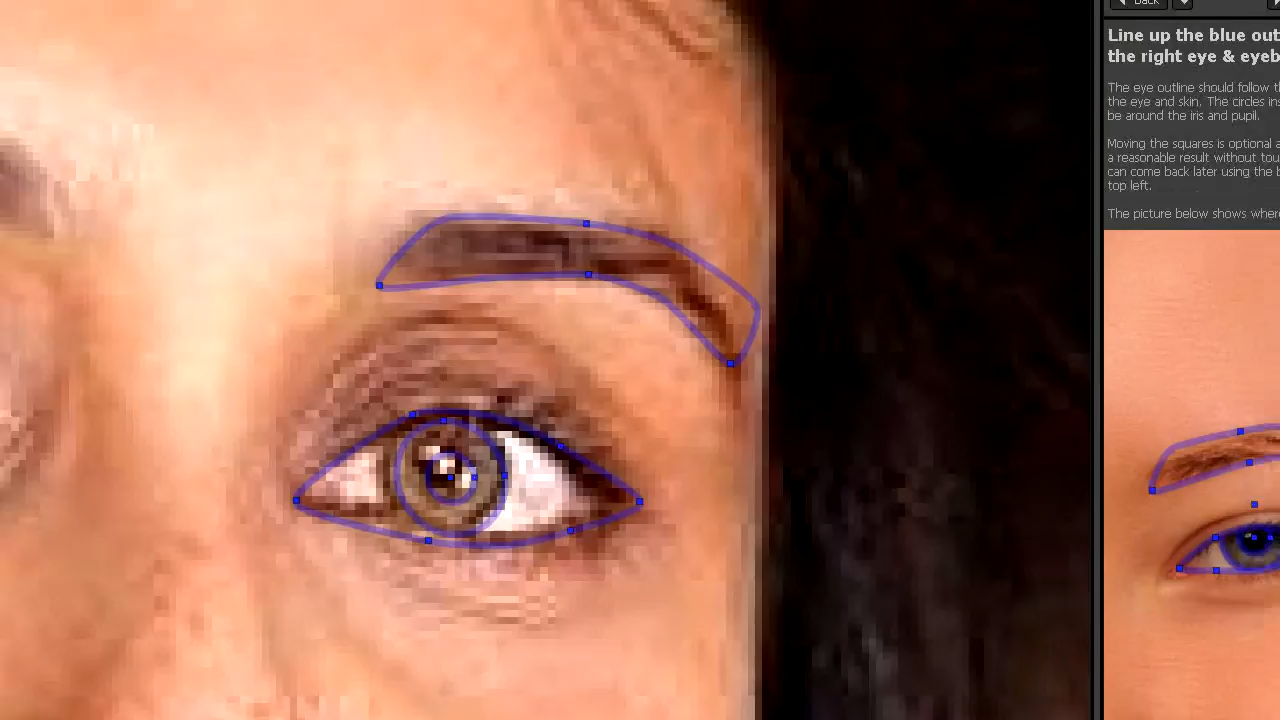 Back
Line up the blue out
the right eye & eyeb
The eye outline should follow t
the eye and skin. The circles ins
be around the iris and pupil.
Moving the squares is optional a
a reasonable result without tou
can come back later using the b
top left.
The picture below shows where